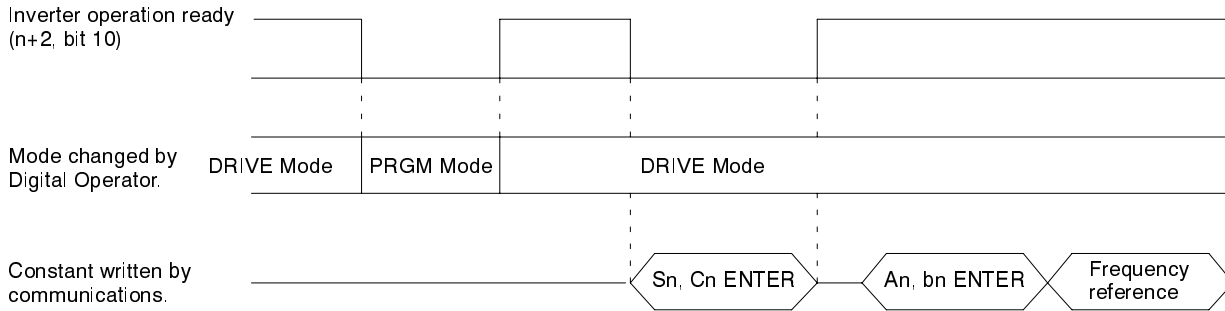 Inverter operation ready
(n+2, bit 10)
Mode changed by
Digital Operator.
DRIVE Mode
PRGM Mode
DRIVE Mode
Constant written by
communications.
Sn, Cn ENTER
An, bn ENTER
Frequency
reference